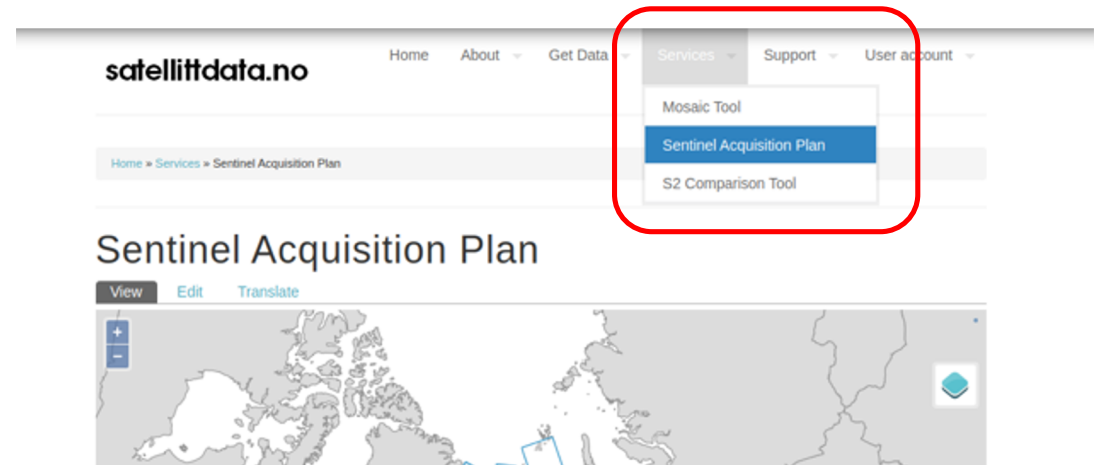 satellittdata.no
Home About Get Data Services Support User account
Mosaic Tool
Sentinel Acquisition Plan
S2 Comparison Tool
Home » Services » Sentinel Acquisition Plan
Sentinel Acquisition Plan
View Edit Translate
+
-